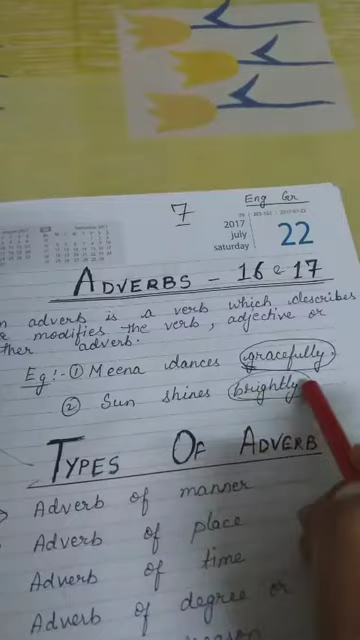 7
Eng Gr
2017
july
saturday
22
ADVERBS - 16 & 17
adverb is a verb which describes
modifies the verb, adjective or
ther adverb.
Eg:- ① Meena dances gracefully.
② Sun shines brightly
TYPES OF ADVERB
Adverb of manner
Adverb of place
Adverb of time
Adverb of degree or